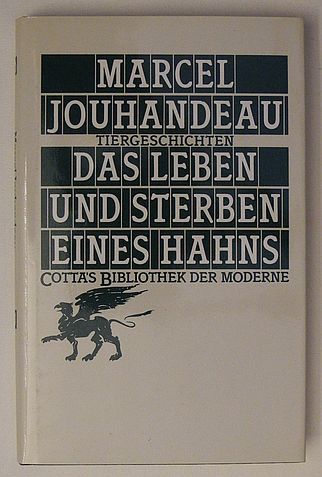 MARCEL
JOUHANDEAU
TIERGESCHICHTEN
DAS LEBEN
UND STERBEN
EINES HAHNS
COTTA'S BIBLIOTHEK DER MODERNE